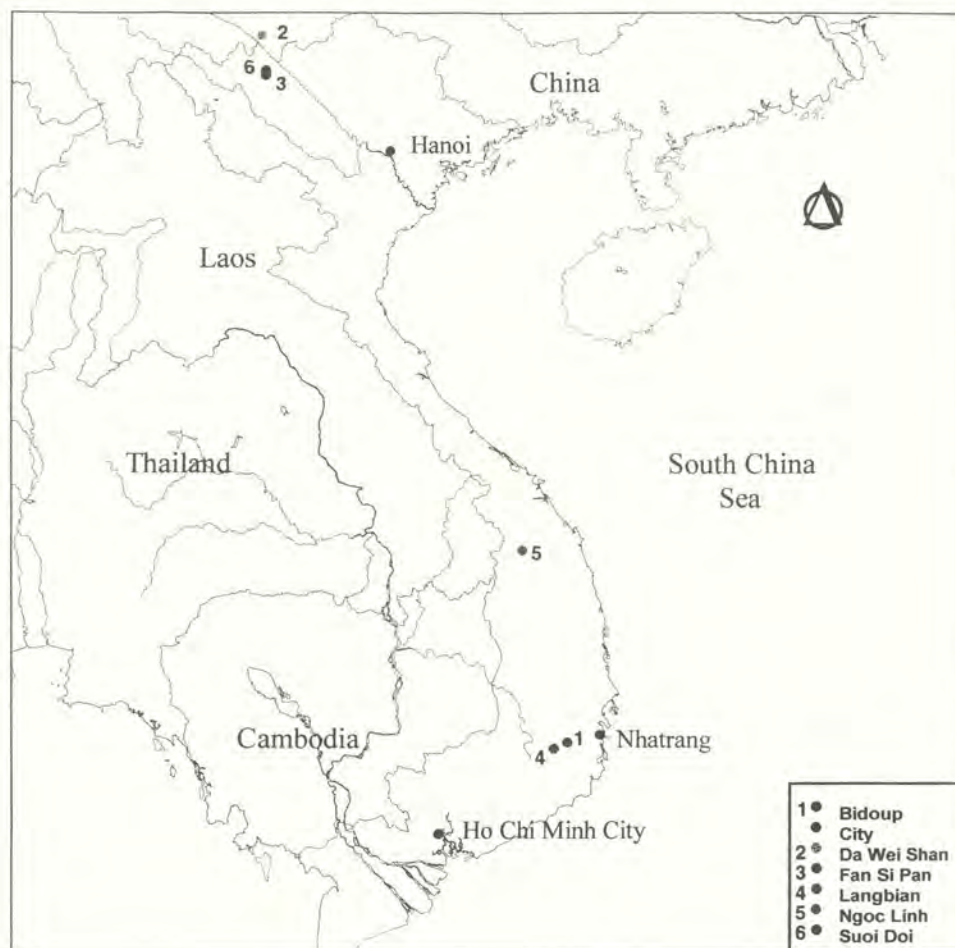 2
6
3
China
Hanoi
Laos
Thailand
South China
Sea
5
Cambodia
4
1
Nhatrang
Ho Chi Minh City
1 Bidoup
City
2 Da Wei Shan
3 Fan Si Pan
4 Langbian
5 Ngoc Linh
6 Suoi Doi